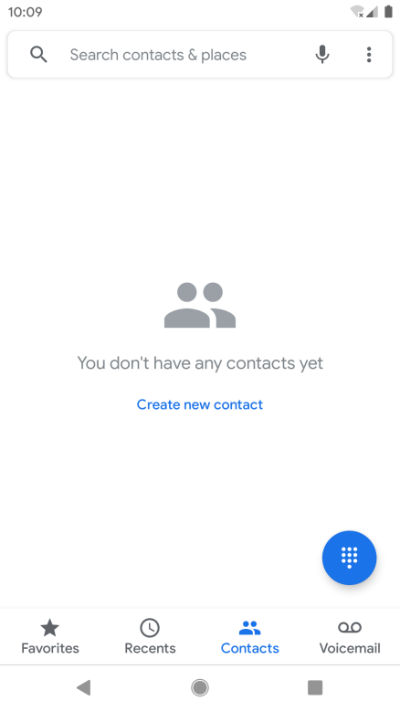 10:09
Search contacts & places
You don't have any contacts yet
Create new contact
Favorites
Recents
Contacts
Voicemail